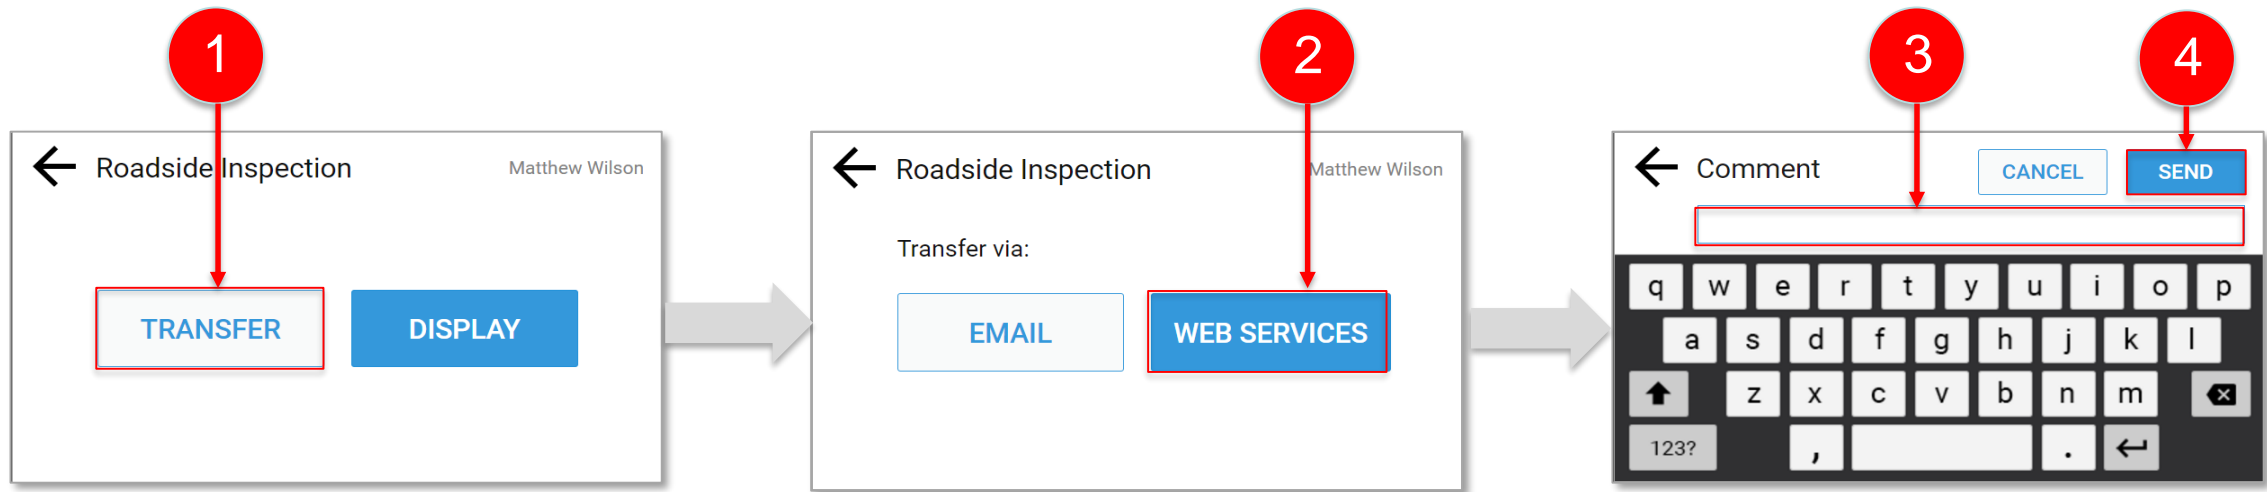 1
2
3
4
Roadside Inspection
Matthew Wilson
TRANSFER
DISPLAY
Roadside Inspection
Matthew Wilson
Transfer via:
EMAIL
WEB SERVICES
Comment
CANCEL
SEND
q w e r t y u i o p
a s d f g h j k l
z x c v b n m
123? , .